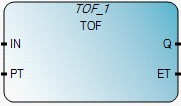 TOF_1
TOF
IN Q
PT ET